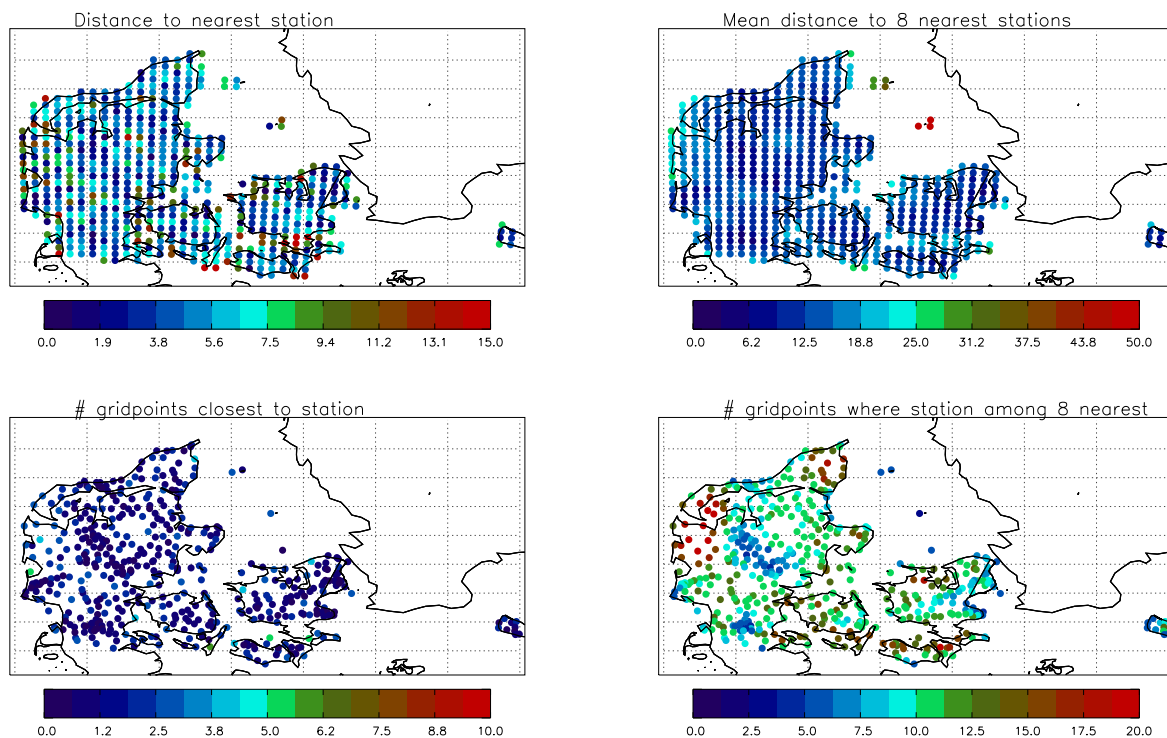 Distance to nearest station
Mean distance to 8 nearest stations
0.0 1.9 3.8 5.6 7.5 9.4 11.2 13.1 15.0
0.0 6.2 12.5 18.8 25.0 31.2 37.5 43.8 50.0
# gridpoints closest to station
# gridpoints where station among 8 nearest
0.0 1.2 2.5 3.8 5.0 6.2 7.5 8.8 10.0
0.0 2.5 5.0 7.5 10.0 12.5 15.0 17.5 20.0